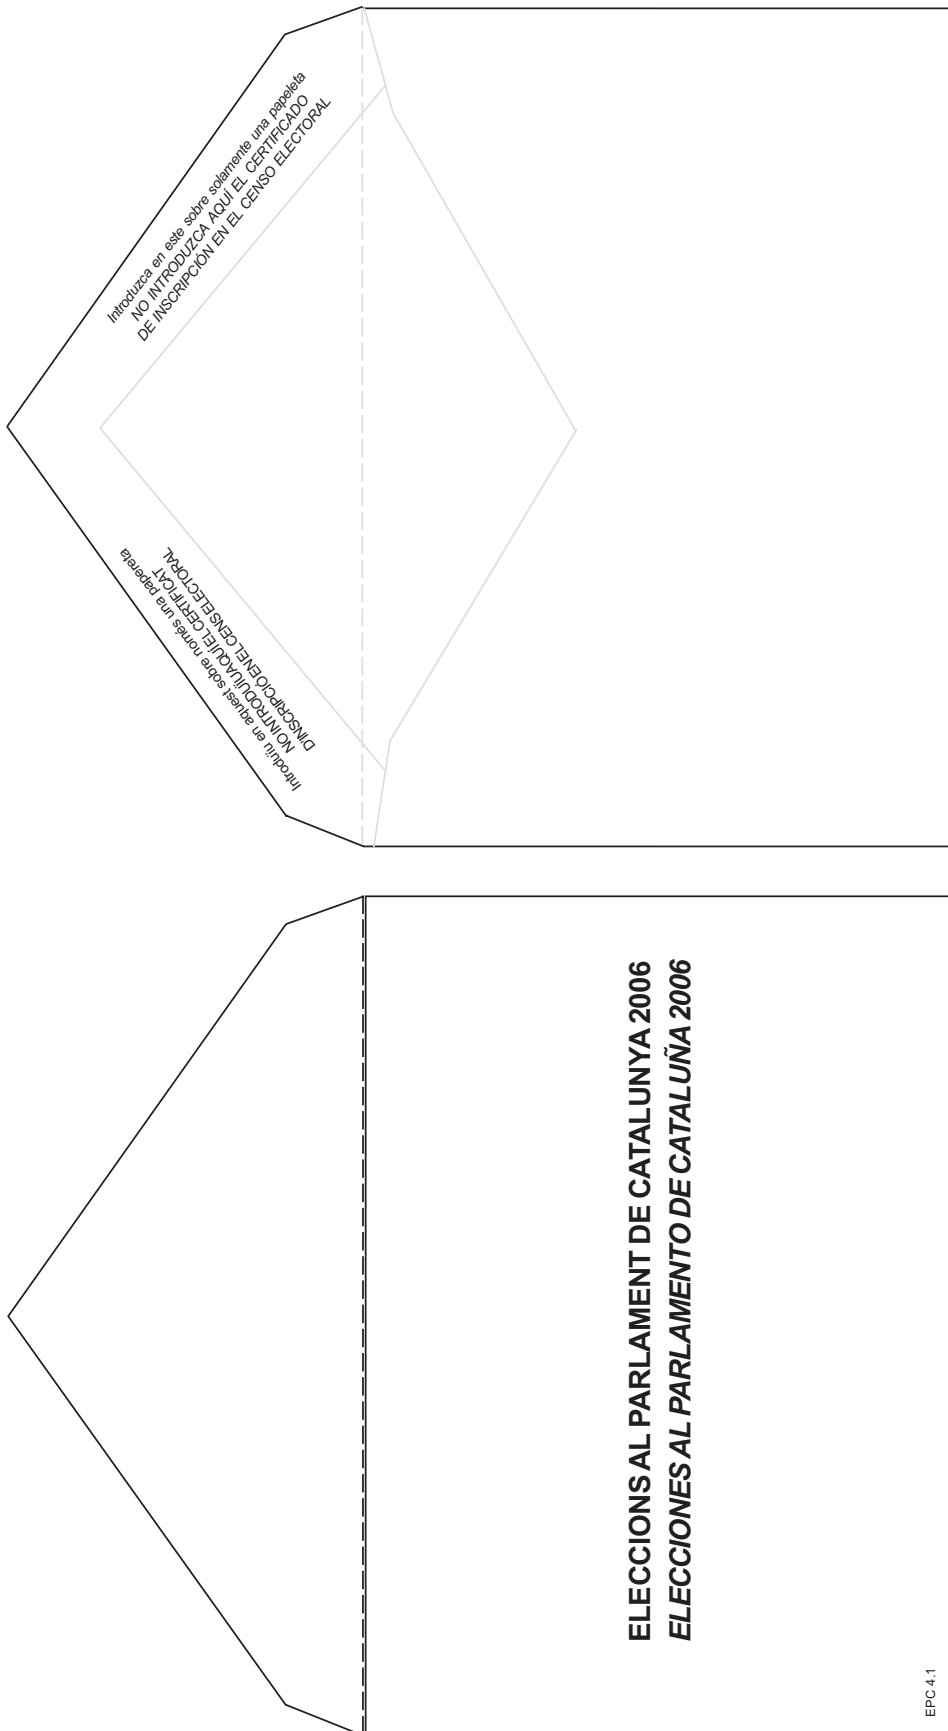 Introduzca en este sobre solamente una papeleta
NO INTRODUZCA AQUÍ EL CERTIFICADO
DE INSCRIPCIÓN EN EL CENSO ELECTORAL
Introduïu en aquest sobre només una papereta
NO INTRODUÏU AQUÍ EL CERTIFICAT
D'INSCRIPCIÓ EN EL CENS ELECTORAL
ELECCIONS AL PARLAMENT DE CATALUNYA 2006
ELECCIONES AL PARLAMENTO DE CATALUÑA 2006
EPC 4.1